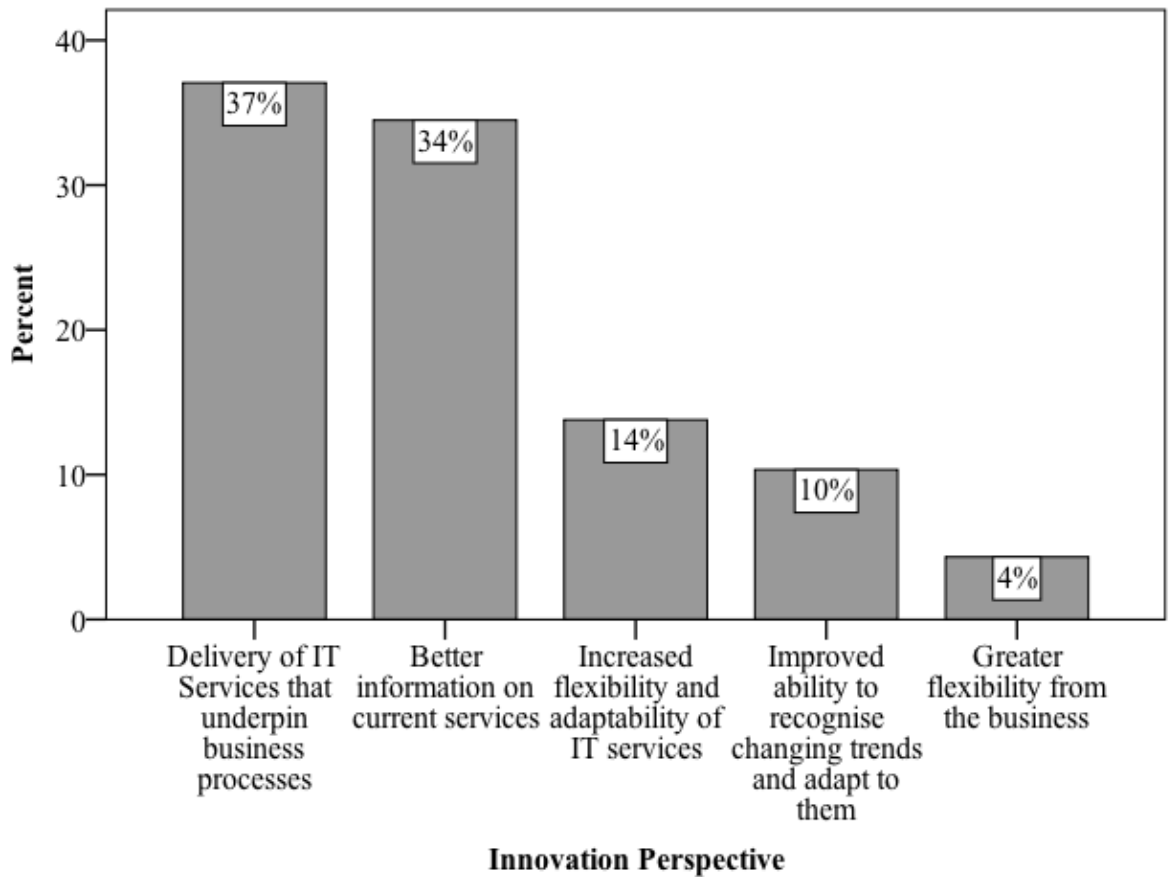 40
37%
34%
30
Percent
20
14%
10
10%
4%
0
Delivery of IT
Services that
underpin
business
processes
Better
information on
current services
Increased
flexibility and
adaptability of
IT services
Improved
ability to
recognise
changing trends
and adapt to
them
Greater
flexibility from
the business
Innovation Perspective